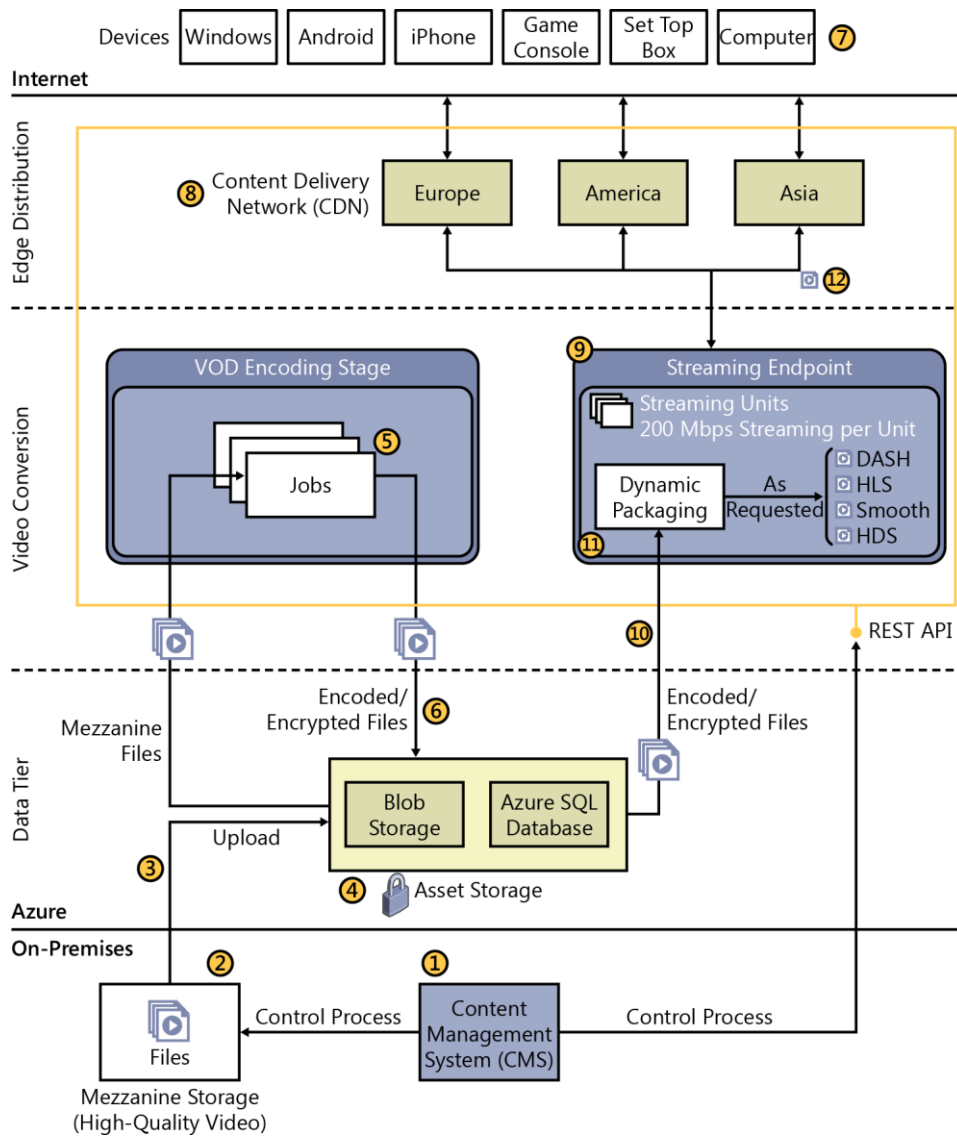 Devices
Windows
Android
iPhone
Game
Console
Set Top
Box
Computer
7
Internet
Edge Distribution
8
Content Delivery
Network (CDN)
Europe
America
Asia
12
Video Conversion
VOD Encoding Stage
5
Jobs
9
Streaming Endpoint
Streaming Units
200 Mbps Streaming per Unit
Dynamic
Packaging
As
Requested
DASH
HLS
Smooth
HDS
11
10
REST API
Data Tier
Mezzanine
Files
Encoded/
Encrypted Files
6
Encoded/
Encrypted Files
Blob
Storage
Azure SQL
Database
Upload
3
4
Asset Storage
Azure
On-Premises
2
1
Files
Control Process
Content
Management
System (CMS)
Control Process
Mezzanine Storage
(High-Quality Video)